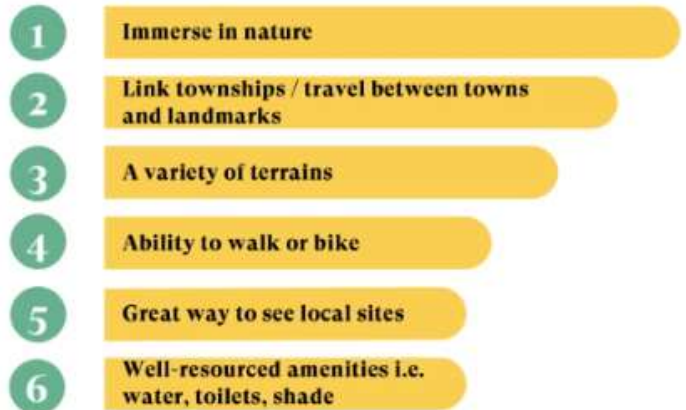 1 Immerse in nature
2 Link townships / travel between towns
and landmarks
3 A variety of terrains
4 Ability to walk or bike
5 Great way to see local sites
6 Well-resourced amenities i.e.
water, toilets, shade